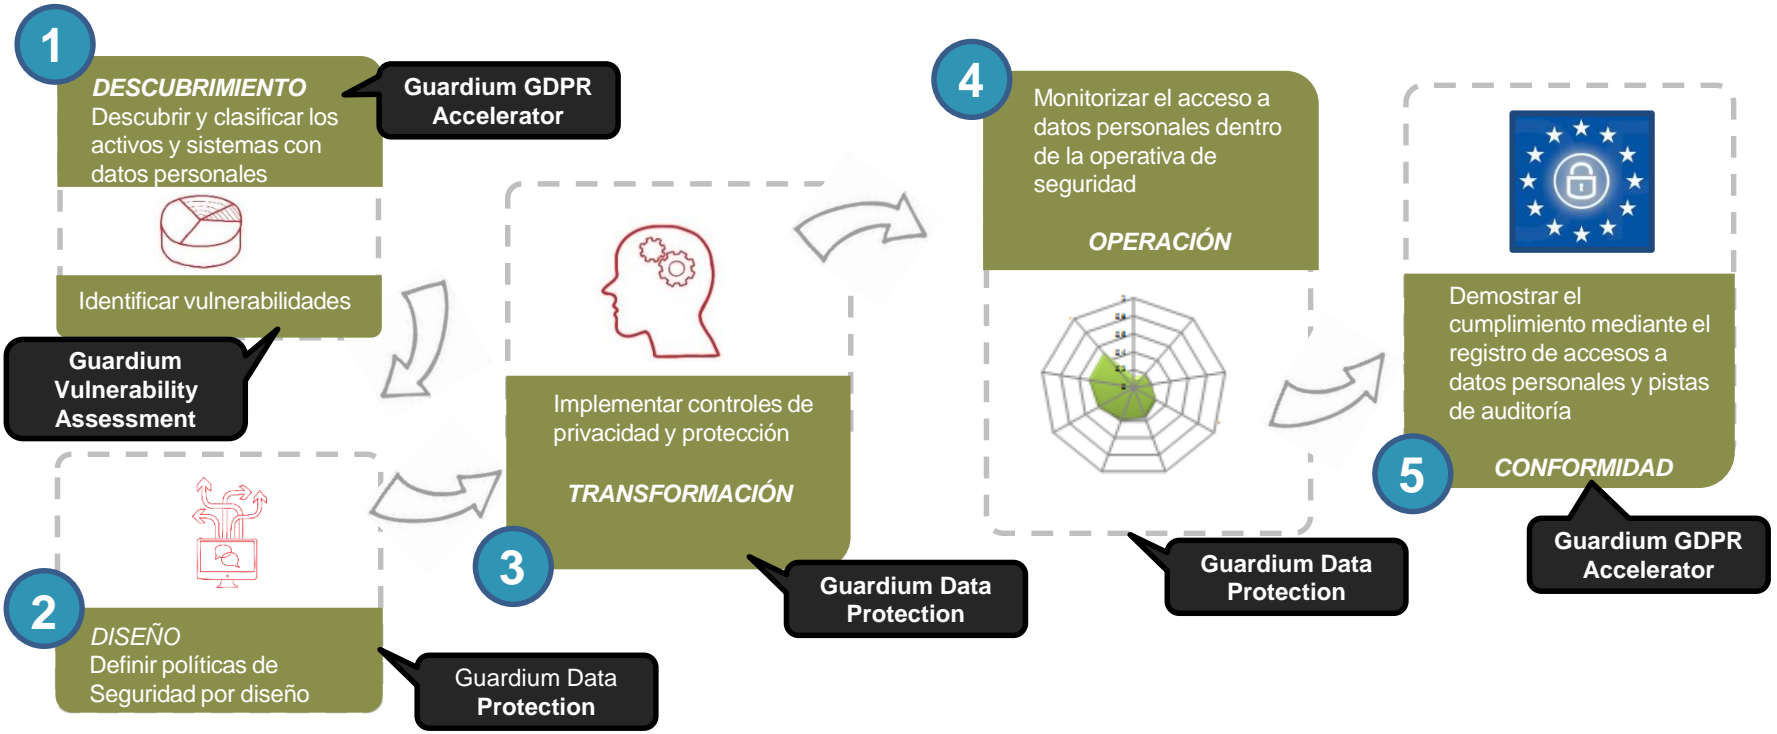 1
DESCUBRIMIENTO
Descubrir y clasificar los
activos y sistemas con
datos personales
Guardium GDPR
Accelerator
Identificar vulnerabilidades
Guardium
Vulnerability
Assessment
2
DISEÑO
Definir políticas de
Seguridad por diseño
Guardium Data
Protection
3
Implementar controles de
privacidad y protección
TRANSFORMACIÓN
Guardium Data
Protection
4
Monitorizar el acceso a
datos personales dentro
de la operativa de
seguridad
OPERACIÓN
Guardium Data
Protection
5
Demostrar el
cumplimiento mediante el
registro de accesos a
datos personales y pistas
de auditoría
CONFORMIDAD
Guardium GDPR
Accelerator